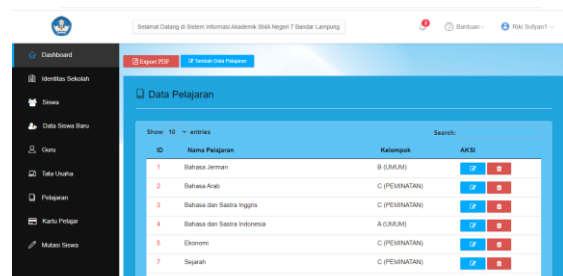 Selamat Datang di Sistem Informasi Akademik SMA Negeri 7 Bandar Lampung
Bantuan
Riki Sofyan1
Dashboard
Identitas Sekolah
Siswa
Data Siswa Baru
Guru
Tata Usaha
Pelajaran
Kartu Pelajar
Mutasi Siswa
Export PDF
Tambah Data Pelajaran
Data Pelajaran
Show 10 entries
Search:
ID Nama Pelajaran Kelompok AKSI
1 Bahasa Jerman B (UMUM)
2 Bahasa Arab C (PEMINATAN)
3 Bahasa dan Sastra Inggris C (PEMINATAN)
4 Bahasa dan Sastra Indonesia A (UMUM)
5 Ekonomi C (PEMINATAN)
7 Sejarah C (PEMINATAN)